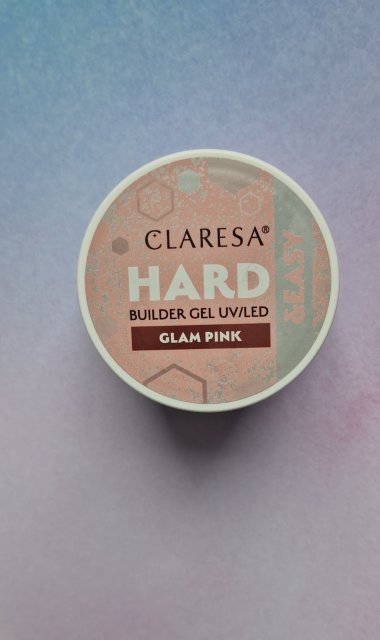 CLARESA®
HARD
&EASY
BUILDER GEL UV/LED
GLAM PINK